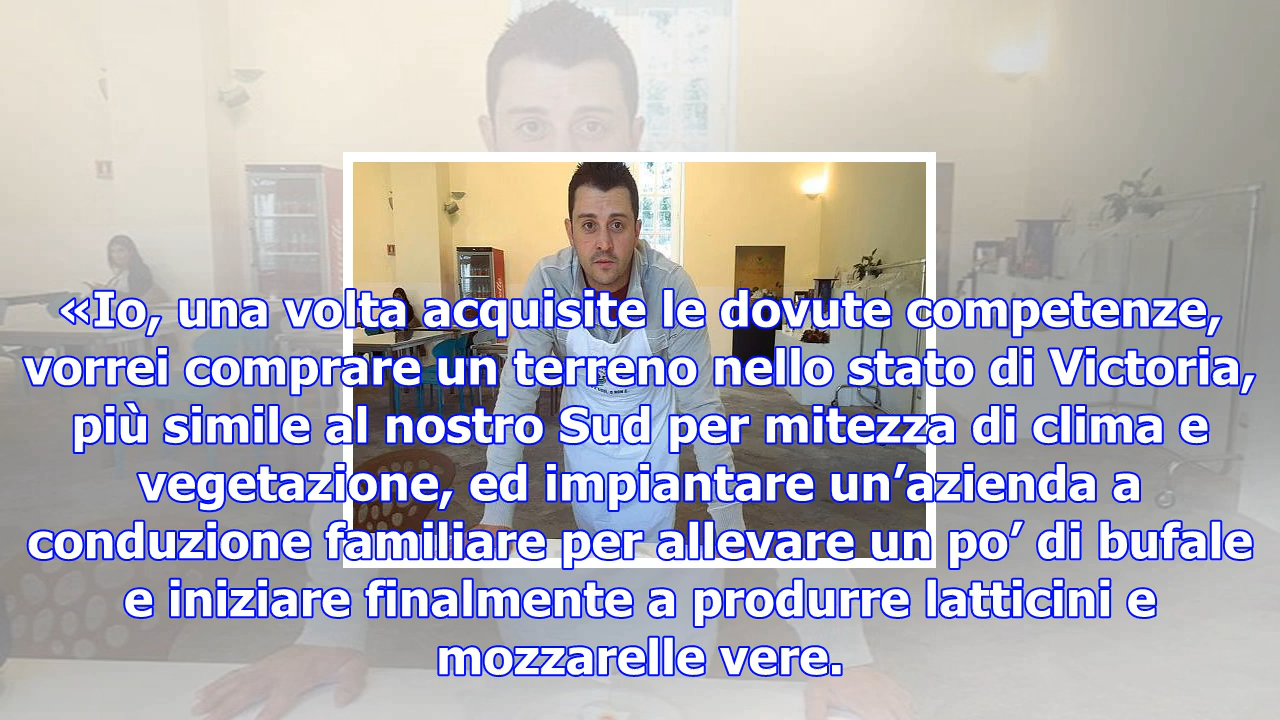 «Io, una volta acquisite le dovute competenze,
vorrei comprare un terreno nello stato di Victoria,
più simile al nostro Sud per mitezza di clima e
vegetazione, ed impiantare un’azienda a
conduzione familiare per allevare un po’ di bufale
e iniziare finalmente a produrre latticini e
mozzarelle vere.